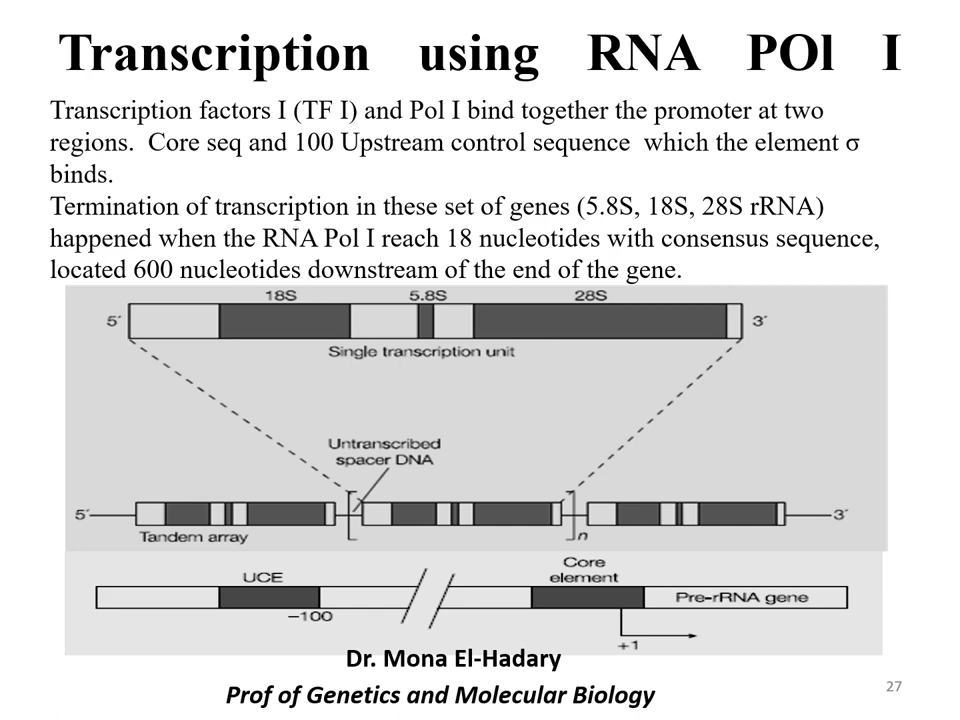 Transcription using RNA POl I
Transcription factors I (TF I) and Pol I bind together the promoter at two
regions. Core seq and 100 Upstream control sequence which the element σ
binds.
Termination of transcription in these set of genes (5.8S, 18S, 28S rRNA)
happened when the RNA Pol I reach 18 nucleotides with consensus sequence,
located 600 nucleotides downstream of the end of the gene.
18S 5.8S 28S
5´ 3´
Single transcription unit
Untranscribed
spacer DNA
5´ 3´
Tandem array n
Core
UCE element
Pre-rRNA gene
–100
+1
Dr. Mona El-Hadary
Prof of Genetics and Molecular Biology
27